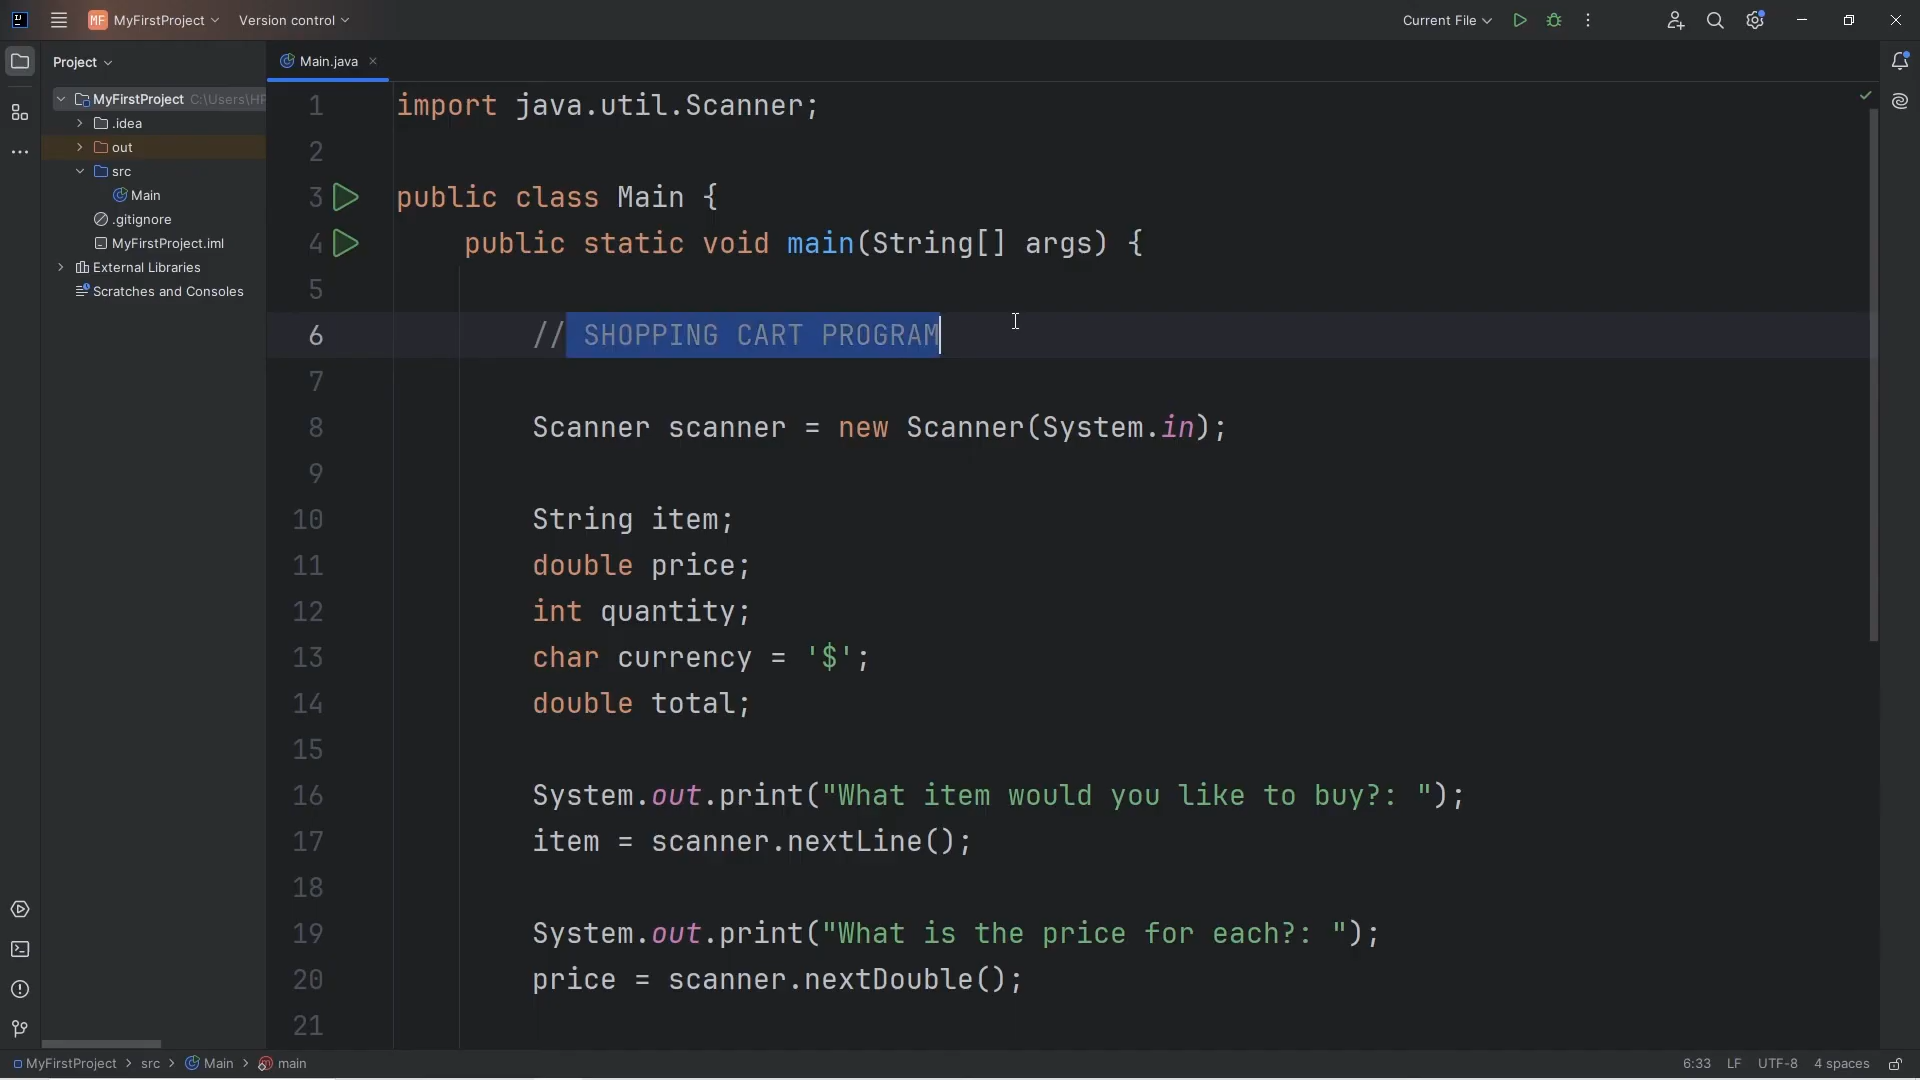 MF MyFirstProject Version control Current File
Project
Main.java
MyFirstProject C:\Users\HP
.idea
out
src
Main
.gitignore
MyFirstProject.iml
External Libraries
Scratches and Consoles
1 import java.util.Scanner;
2
3 public class Main {
4 public static void main(String[] args) {
5
6 // SHOPPING CART PROGRAM
7
8 Scanner scanner = new Scanner(System.in);
9
10 String item;
11 double price;
12 int quantity;
13 char currency = '$';
14 double total;
15
16 System.out.print("What item would you like to buy?: ");
17 item = scanner.nextLine();
18
19 System.out.print("What is the price for each?: ");
20 price = scanner.nextDouble();
21
MyFirstProject > src > Main > main 6:33 LF UTF-8 4 spaces